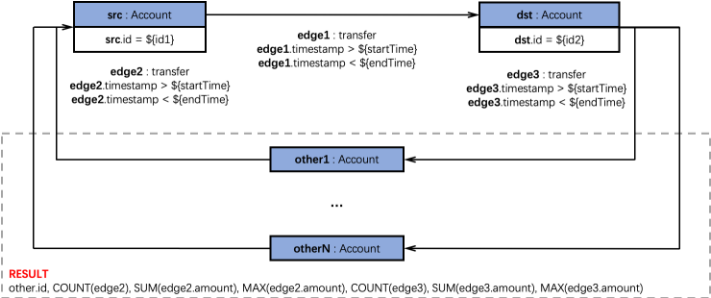 src : Account
src.id = ${id1}
dst : Account
dst.id = ${id2}
edge1 : transfer
edge1.timestamp > ${startTime}
edge1.timestamp < ${endTime}
edge2 : transfer
edge2.timestamp > ${startTime}
edge2.timestamp < ${endTime}
edge3 : transfer
edge3.timestamp > ${startTime}
edge3.timestamp < ${endTime}
other1 : Account
...
otherN : Account
RESULT
other.id, COUNT(edge2), SUM(edge2.amount), MAX(edge2.amount), COUNT(edge3), SUM(edge3.amount), MAX(edge3.amount)